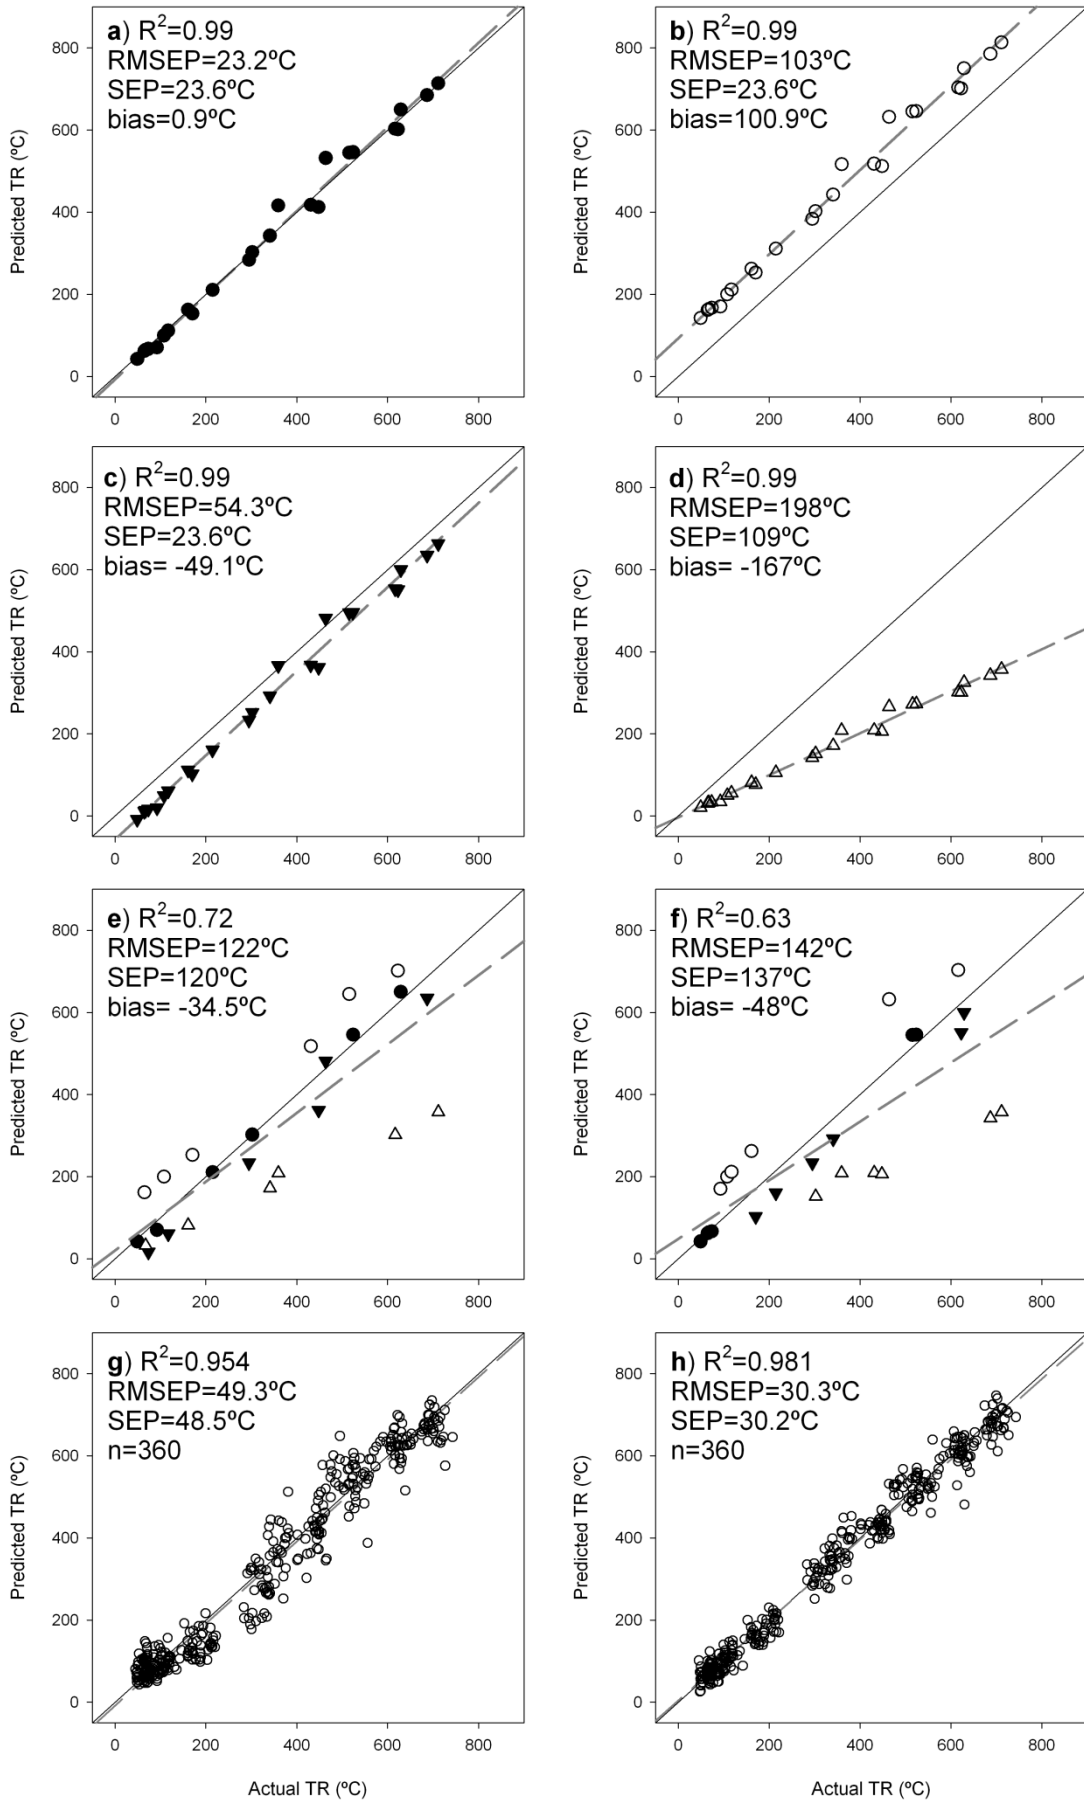 a) R²=0.99
RMSEP=23.2ºC
SEP=23.6ºC
bias=0.9ºC
Predicted TR (ºC)
800
600
400
200
0
0 200 400 600 800
b) R²=0.99
RMSEP=103ºC
SEP=23.6ºC
bias=100.9ºC
Predicted TR (ºC)
800
600
400
200
0
0 200 400 600 800
c) R²=0.99
RMSEP=54.3ºC
SEP=23.6ºC
bias= -49.1ºC
Predicted TR (ºC)
800
600
400
200
0
0 200 400 600 800
d) R²=0.99
RMSEP=198ºC
SEP=109ºC
bias= -167ºC
Predicted TR (ºC)
800
600
400
200
0
0 200 400 600 800
e) R²=0.72
RMSEP=122ºC
SEP=120ºC
bias= -34.5ºC
Predicted TR (ºC)
800
600
400
200
0
0 200 400 600 800
f) R²=0.63
RMSEP=142ºC
SEP=137ºC
bias= -48ºC
Predicted TR (ºC)
800
600
400
200
0
0 200 400 600 800
g) R²=0.954
RMSEP=49.3ºC
SEP=48.5ºC
n=360
Predicted TR (ºC)
800
600
400
200
0
0 200 400 600 800
Actual TR (ºC)
h) R²=0.981
RMSEP=30.3ºC
SEP=30.2ºC
n=360
Predicted TR (ºC)
800
600
400
200
0
0 200 400 600 800
Actual TR (ºC)